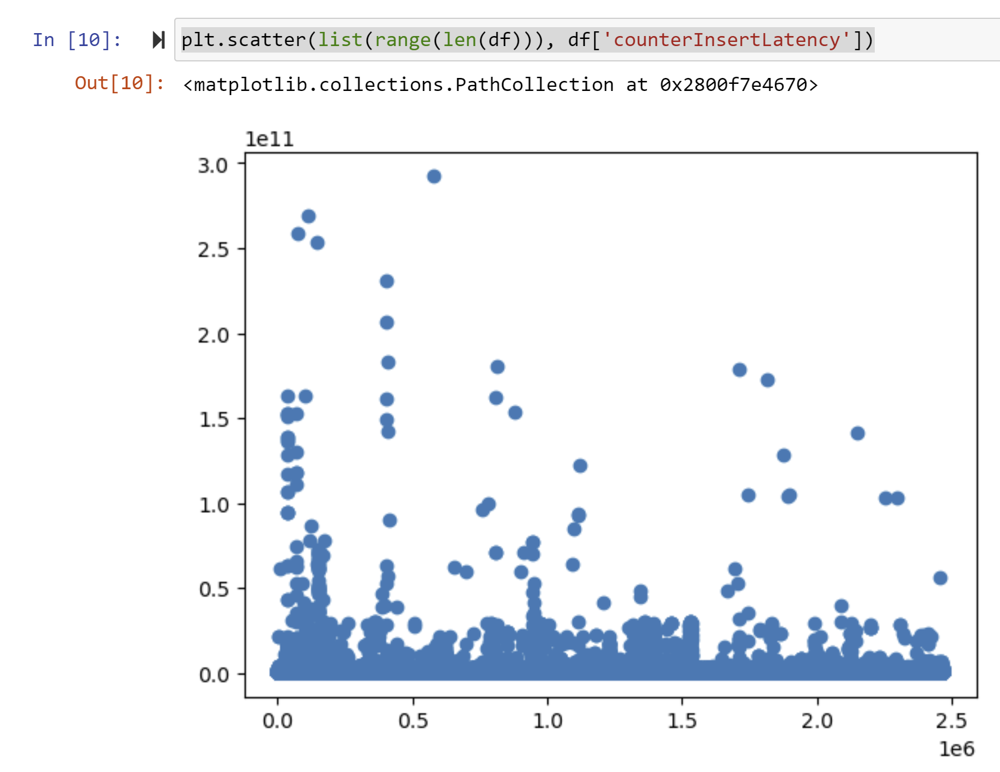 In [10]: plt.scatter(list(range(len(df))), df['counterInsertLatency'])
Out[10]: <matplotlib.collections.PathCollection at 0x2800f7e4670>
1e11
3.0
2.5
2.0
1.5
1.0
0.5
0.0
0.0 0.5 1.0 1.5 2.0 2.5
1e6